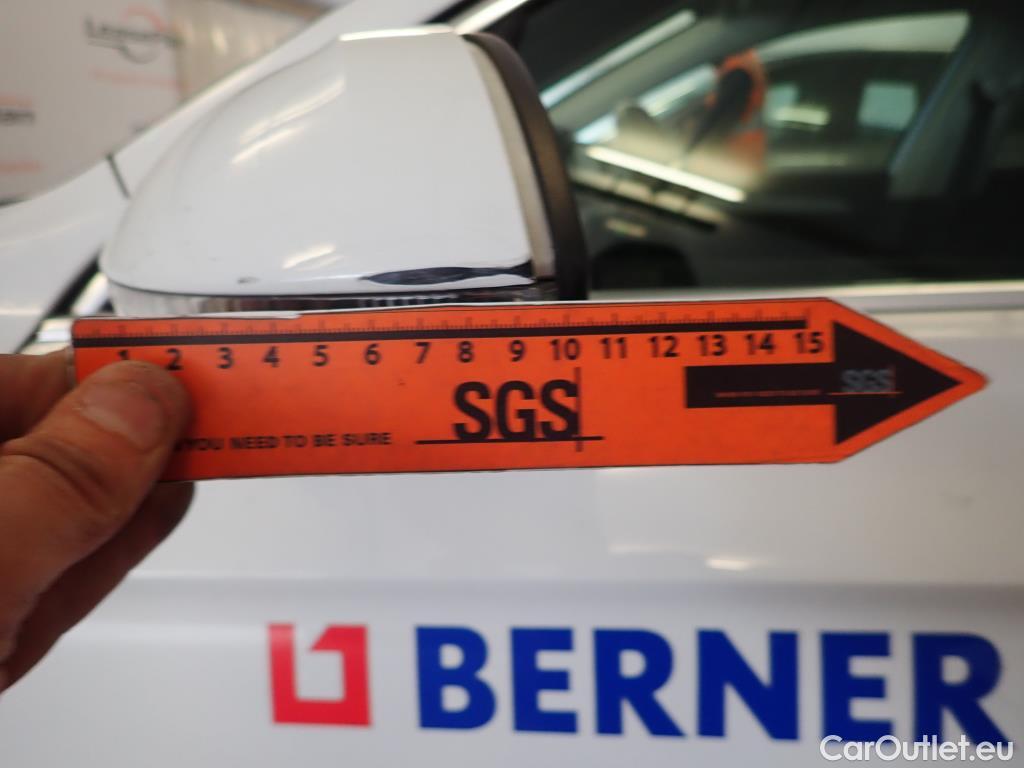 1 2 3 4 5 6 7 8 9 10 11 12 13 14 15
SGS
SGS
YOU NEED TO BE SURE
BERNER
CarOutlet.eu